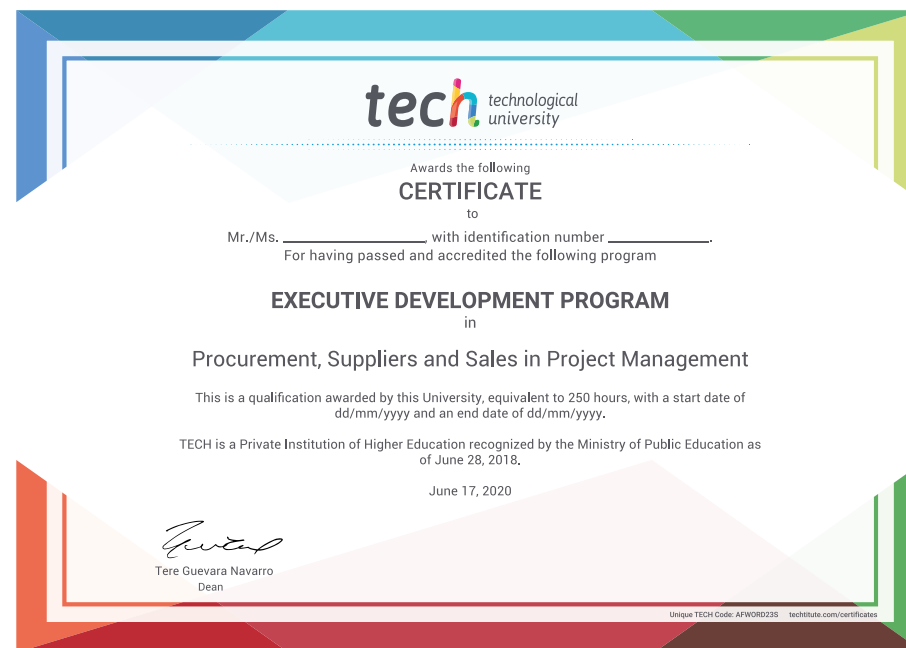 tech technological
university
Awards the following
CERTIFICATE
to
Mr./Ms. ____________________, with identification number ______________.
For having passed and accredited the following program
EXECUTIVE DEVELOPMENT PROGRAM
in
Procurement, Suppliers and Sales in Project Management
This is a qualification awarded by this University, equivalent to 250 hours, with a start date of
dd/mm/yyyy and an end date of dd/mm/yyyy.
TECH is a Private Institution of Higher Education recognized by the Ministry of Public Education as
of June 28, 2018.
June 17, 2020
Tere Guevara Navarro
Dean
Unique TECH Code: AFWORD23S techtitute.com/certificates